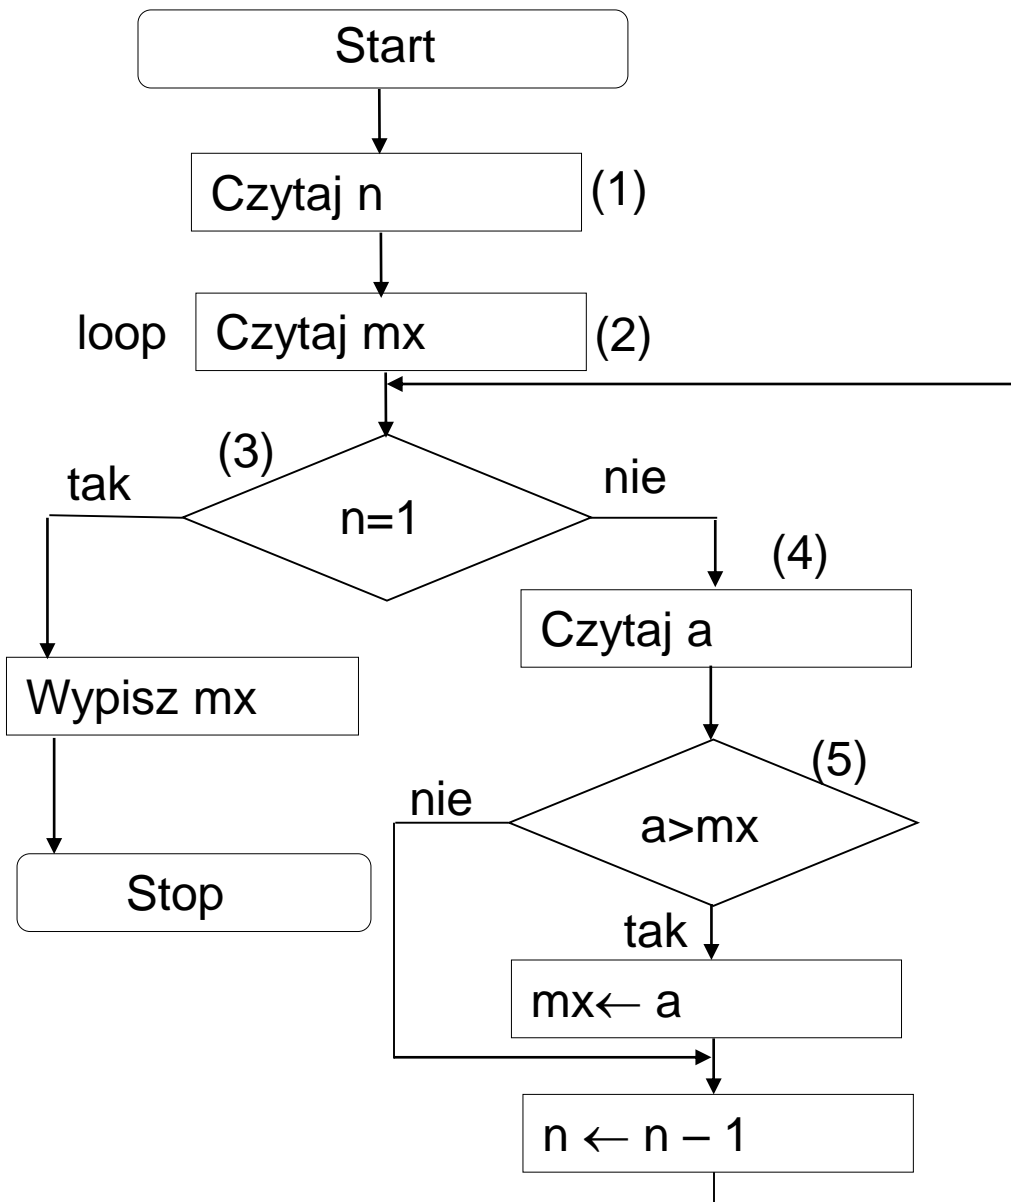 Start
Czytaj n
(1)
loop
Czytaj mx
(2)
(3)
tak
nie
n=1
(4)
Czytaj a
Wypisz mx
(5)
nie
a>mx
Stop
tak
mx← a
n ← n – 1